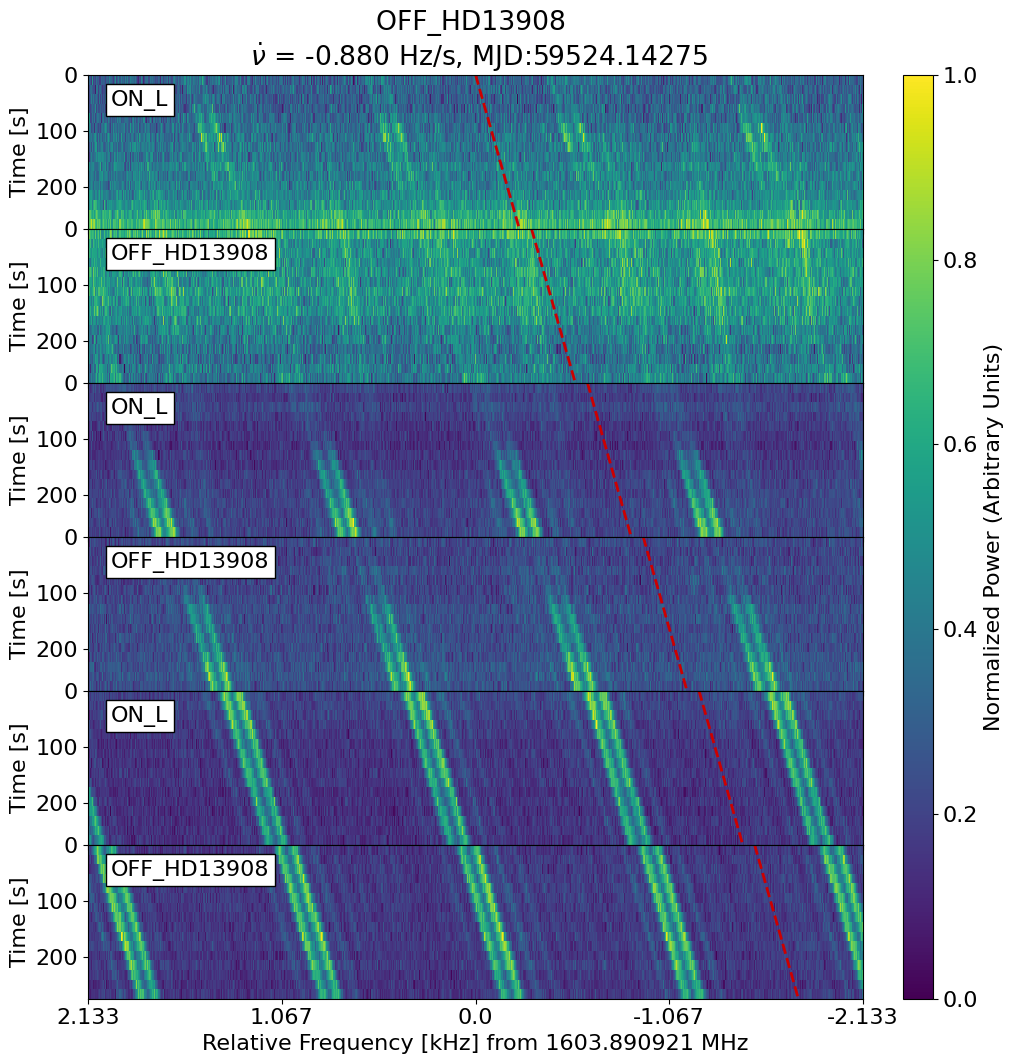 OFF_HD13908
ν̇ = -0.880 Hz/s, MJD:59524.14275
0
100
200
Time [s]
ON_L
0
100
200
Time [s]
OFF_HD13908
0
100
200
Time [s]
ON_L
0
100
200
Time [s]
OFF_HD13908
0
100
200
Time [s]
ON_L
0
100
200
Time [s]
OFF_HD13908
2.133 1.067 0.0 -1.067 -2.133
Relative Frequency [kHz] from 1603.890921 MHz
1.0
0.8
0.6
0.4
0.2
0.0
Normalized Power (Arbitrary Units)